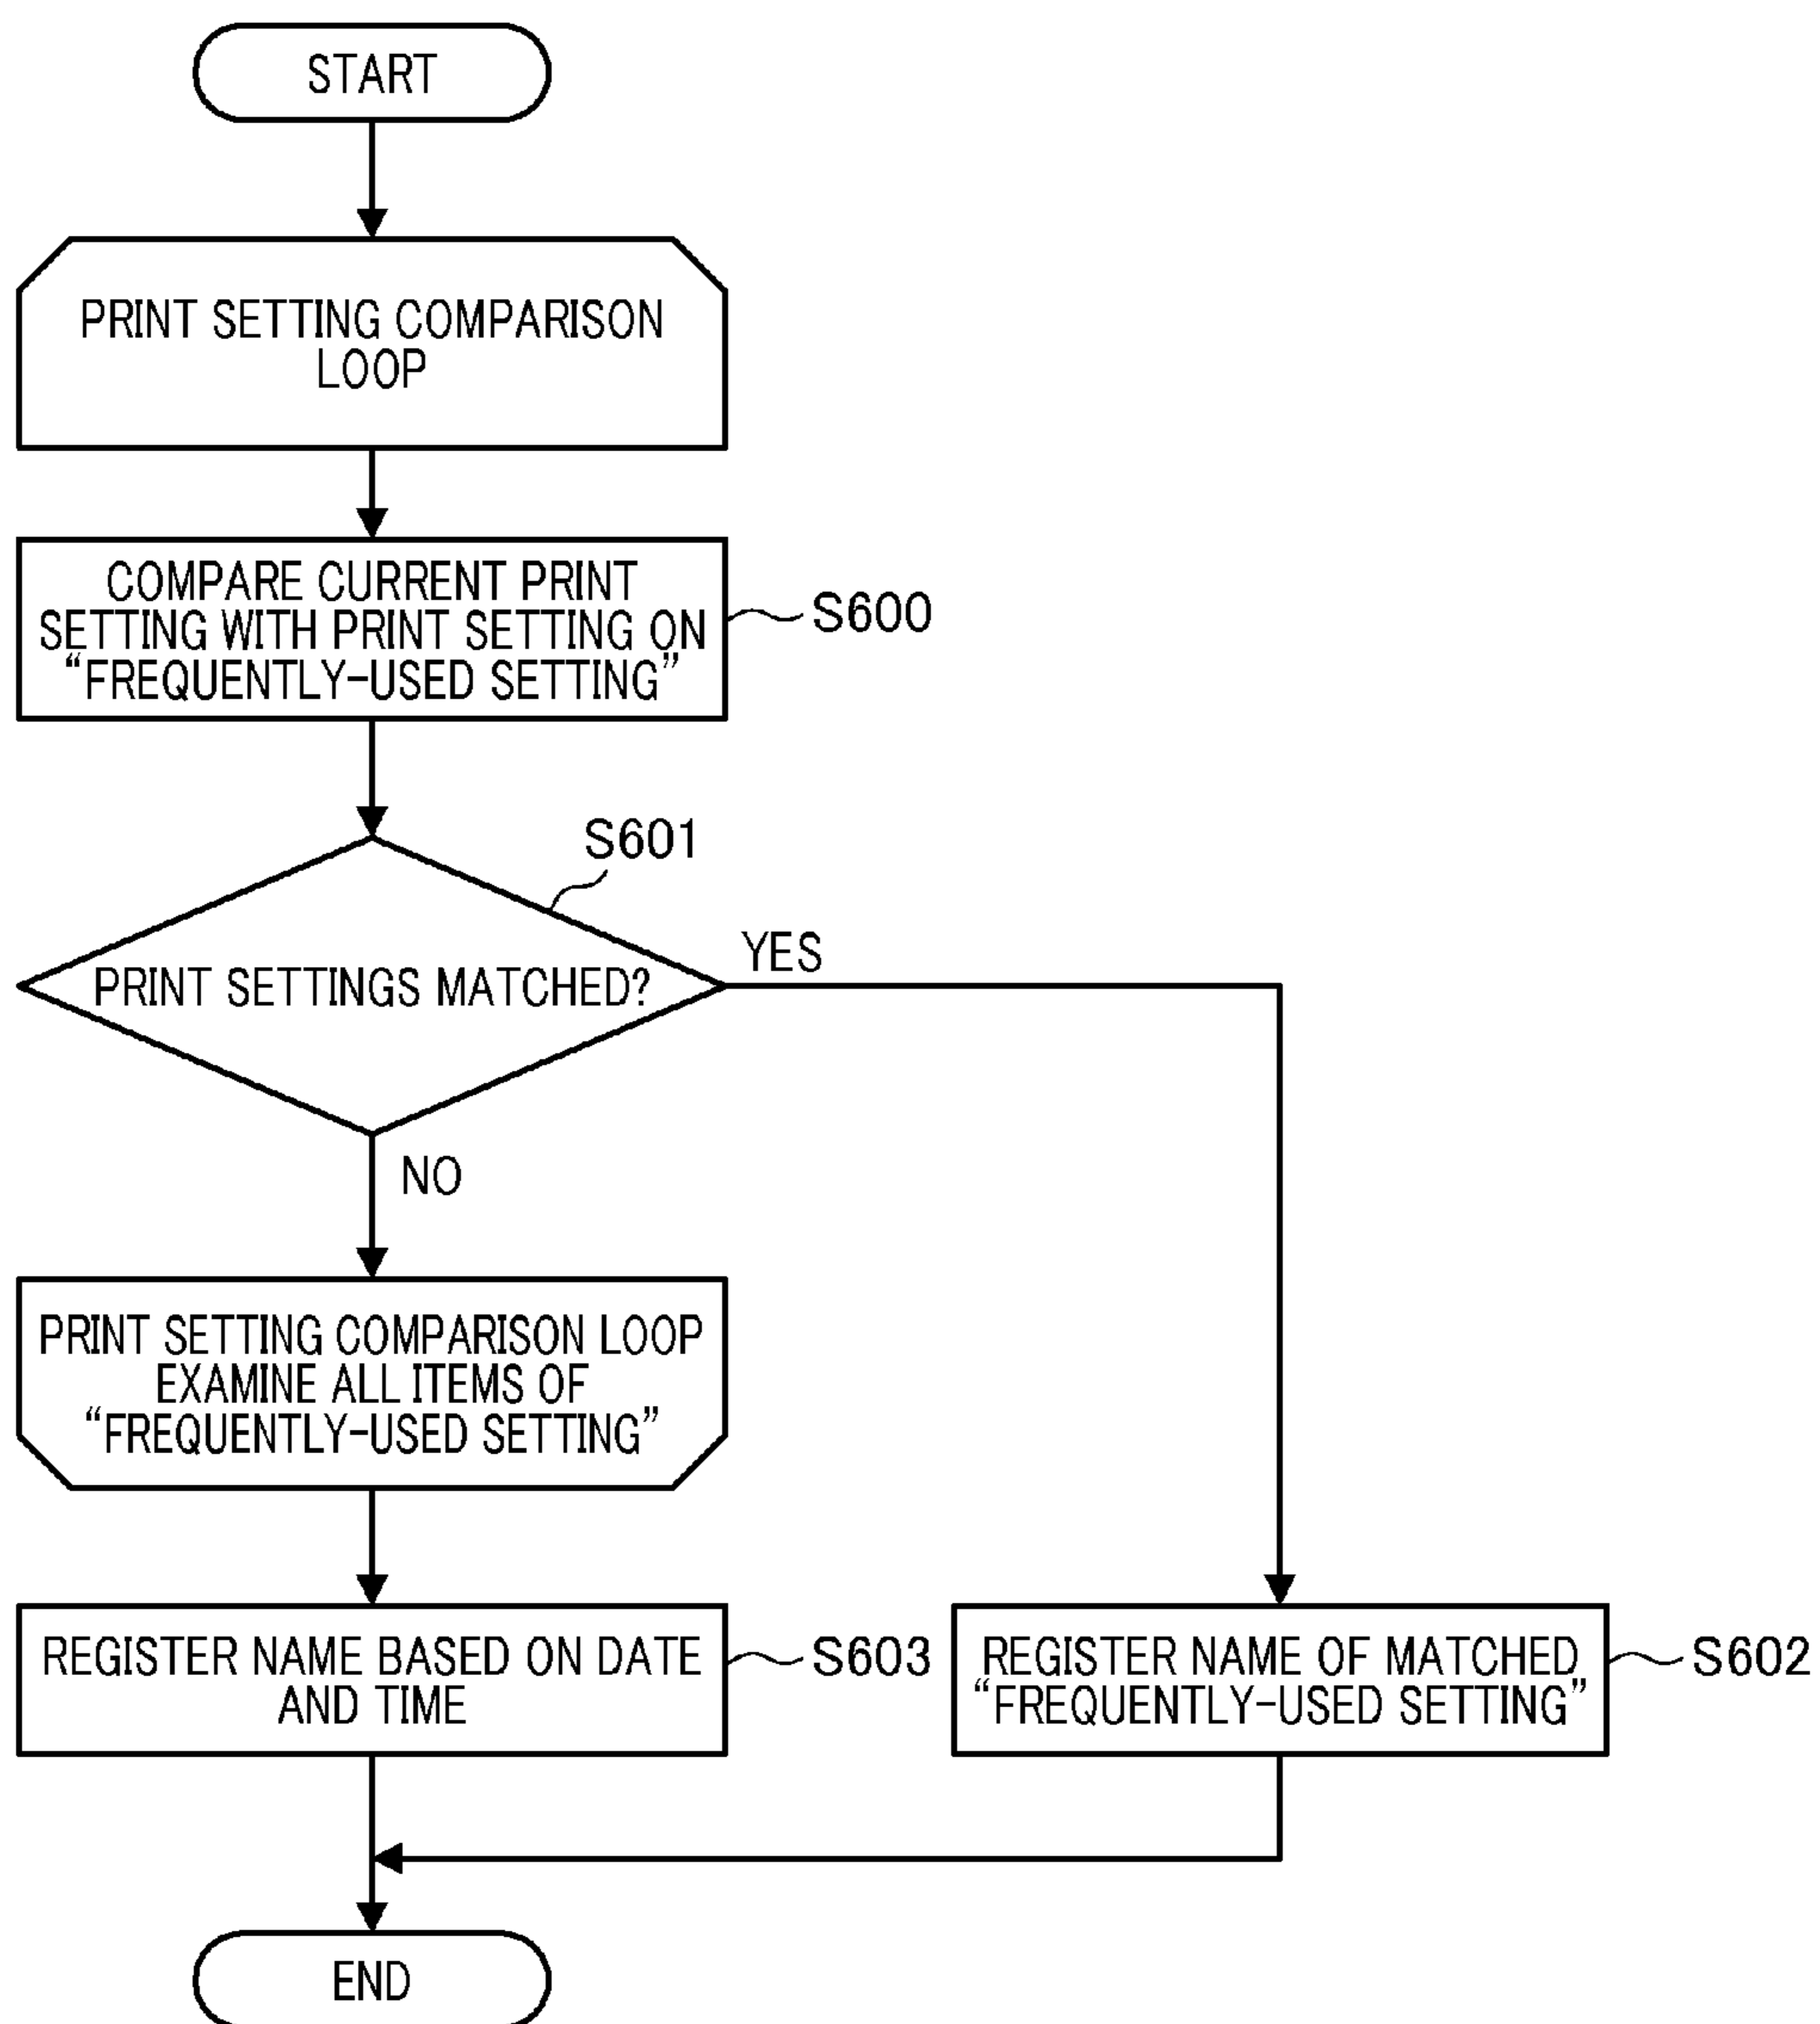 START
PRINT SETTING COMPARISON
LOOP
COMPARE CURRENT PRINT
SETTING WITH PRINT SETTING ON
“FREQUENTLY-USED SETTING”
S600
S601
PRINT SETTINGS MATCHED?
YES
NO
PRINT SETTING COMPARISON LOOP
EXAMINE ALL ITEMS OF
“FREQUENTLY-USED SETTING”
REGISTER NAME BASED ON DATE
AND TIME
S603
REGISTER NAME OF MATCHED
“FREQUENTLY-USED SETTING”
S602
END